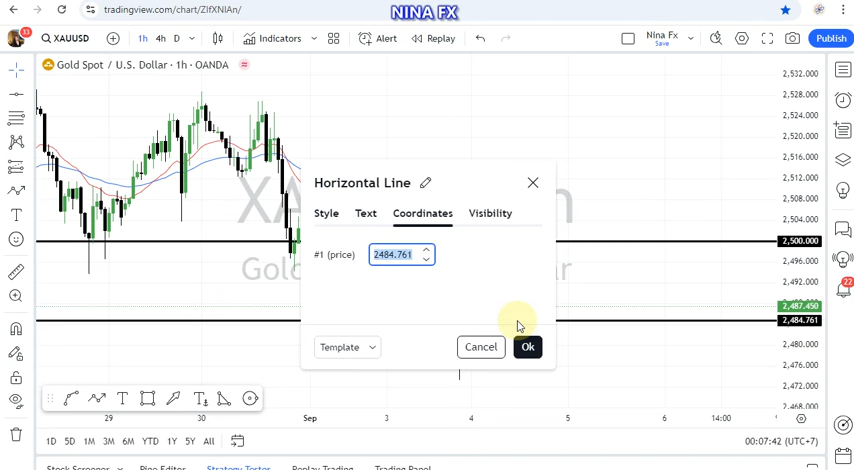 tradingview.com/chart/ZIfXNIAn/
NINA FX
33
XAUUSD
1h 4h D
Indicators
Alert
Replay
Nina Fx
Save
Publish
Gold Spot / U.S. Dollar · 1h · OANDA
2,532.000
2,528.000
2,524.000
2,520.000
2,516.000
2,512.000
2,508.000
2,504.000
2,500.000
2,496.000
2,492.000
2,487.450
2,484.761
2,480.000
2,476.000
2,472.000
2,468.000
22
Horizontal Line
Style Text Coordinates Visibility
#1 (price) 2484.761
Template
Cancel
Ok
29 30 Sep 3 4 5 6 14:00
1D 5D 1M 3M 6M YTD 1Y 5Y All
00:07:42 (UTC+7)
Stock Screener Pine Editor Strategy Tester Replay Trading Trading Panel